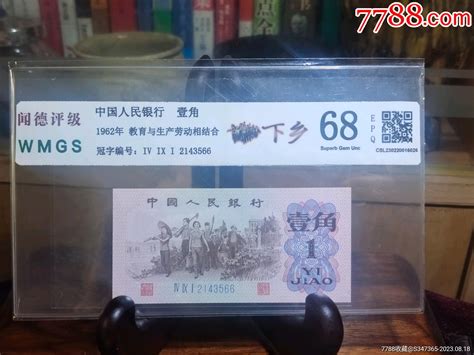 7788.com
闻德评级
WMGS
中国人民银行 壹角
1962年 教育与生产劳动相结合
冠字编号：IV IX I 2143566
下乡
68
Superb Gem Unc
EPQ
中國人民銀行
壹角
1
YI
JIAO
IV IX I 2143566
7788收藏@5347365-2023.08.18